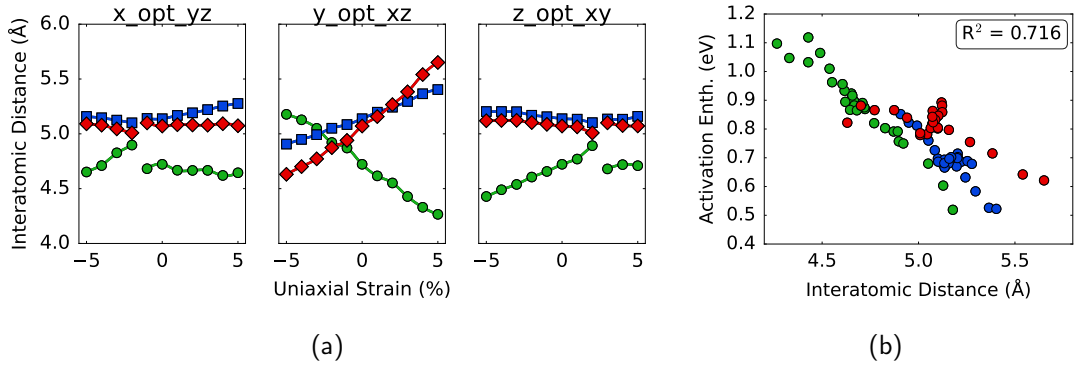 x_opt_yz y_opt_xz z_opt_xy
Interatomic Distance (Å)
6.0
5.5
5.0
4.5
4.0
−5 0 5 −5 0 5 −5 0 5
Uniaxial Strain (%)
(a)
Activation Enth. (eV)
1.2
1.1
1.0
0.9
0.8
0.7
0.6
0.5
0.4
R² = 0.716
4.5 5.0 5.5
Interatomic Distance (Å)
(b)